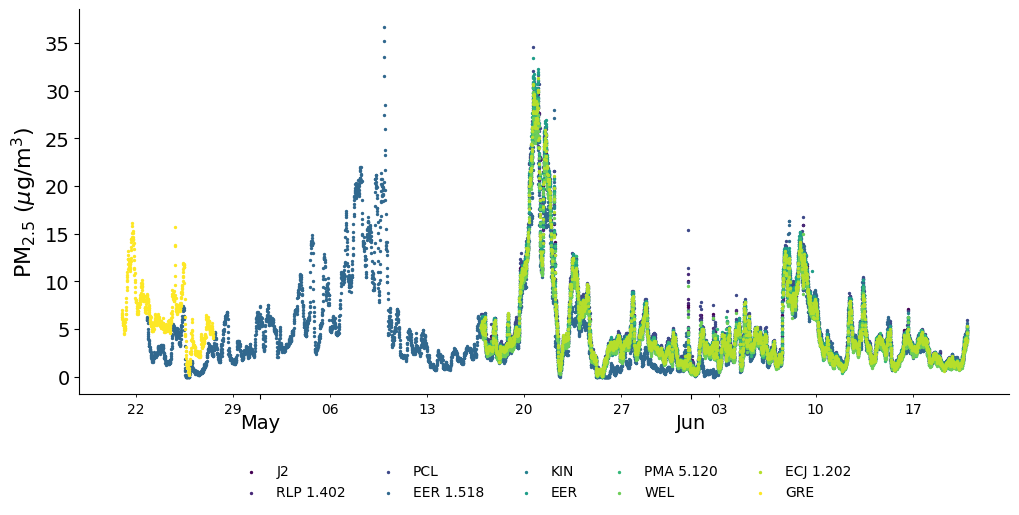 PM2.5 (μg/m3)
35
30
25
20
15
10
5
0
22 29 06 13 20 27 03 10 17
May Jun
J2 PCL KIN PMA 5.120 ECJ 1.202
RLP 1.402 EER 1.518 EER WEL GRE